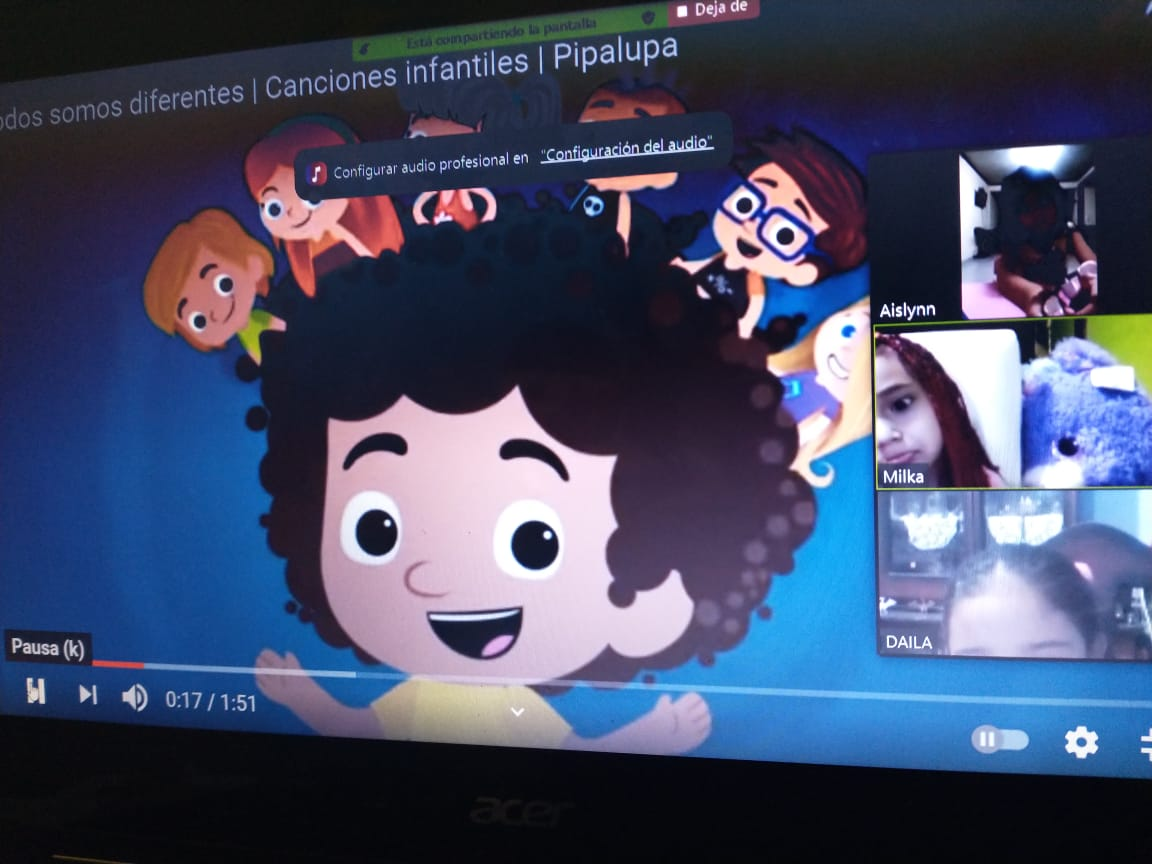 Está compartiendo la pantalla
Deja de
odos somos diferentes | Canciones infantiles | Pipalupa
Configurar audio profesional en "Configuración del audio"
Aislynn
Milka
DAILA
Pausa (k)
0:17 / 1:51
acer